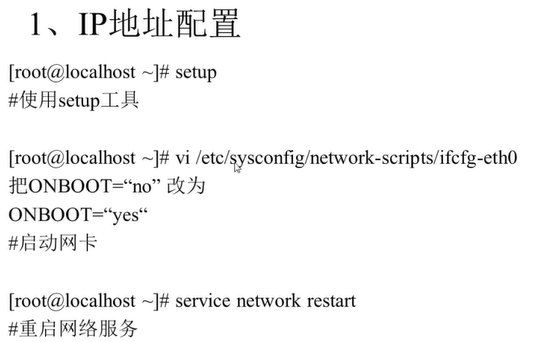 1、IP地址配置
[root@localhost ~]# setup
#使用setup工具
[root@localhost ~]# vi /etc/sysconfig/network-scripts/ifcfg-eth0
把ONBOOT=“no” 改为
ONBOOT=“yes“
#启动网卡
[root@localhost ~]# service network restart
#重启网络服务